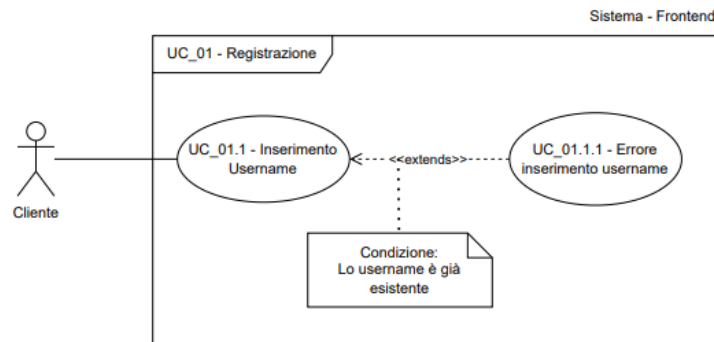 Sistema - Frontend
UC_01 - Registrazione
UC_01.1 - Inserimento
Username
<<extends>>
UC_01.1.1 - Errore
inserimento username
Cliente
Condizione:
Lo username è già
esistente